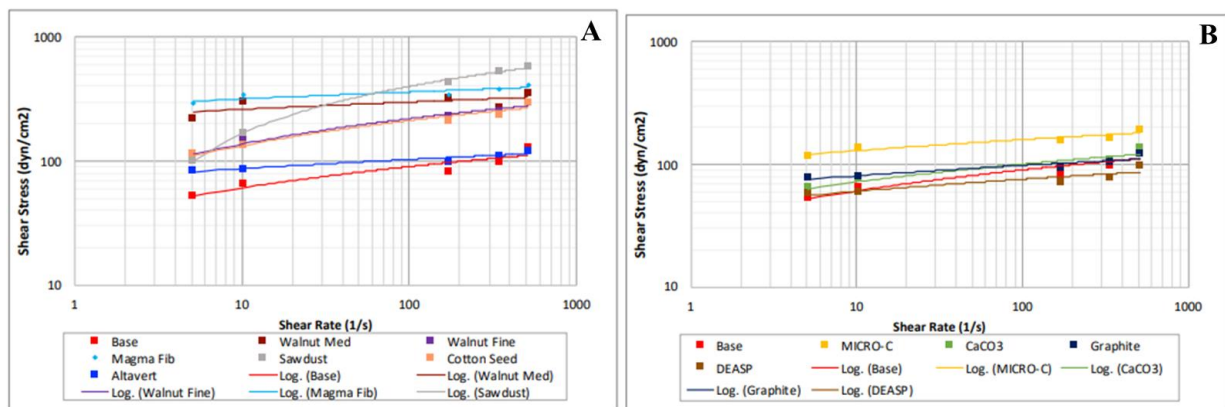 A
1000
100
10
Shear Stress (dyn/cm2)
1 10 100 1000
Shear Rate (1/s)
Base Walnut Med Walnut Fine
Magma Fib Sawdust Cotton Seed
Altavert Log. (Base) Log. (Walnut Med)
Log. (Walnut Fine) Log. (Magma Fib) Log. (Sawdust)
B
1000
100
10
Shear Stress (dyn/cm2)
1 10 100 1000
Shear Rate (1/s)
Base MICRO-C CaCO3 Graphite
DEASP Log. (Base) Log. (MICRO-C) Log. (CaCO3)
Log. (Graphite) Log. (DEASP)